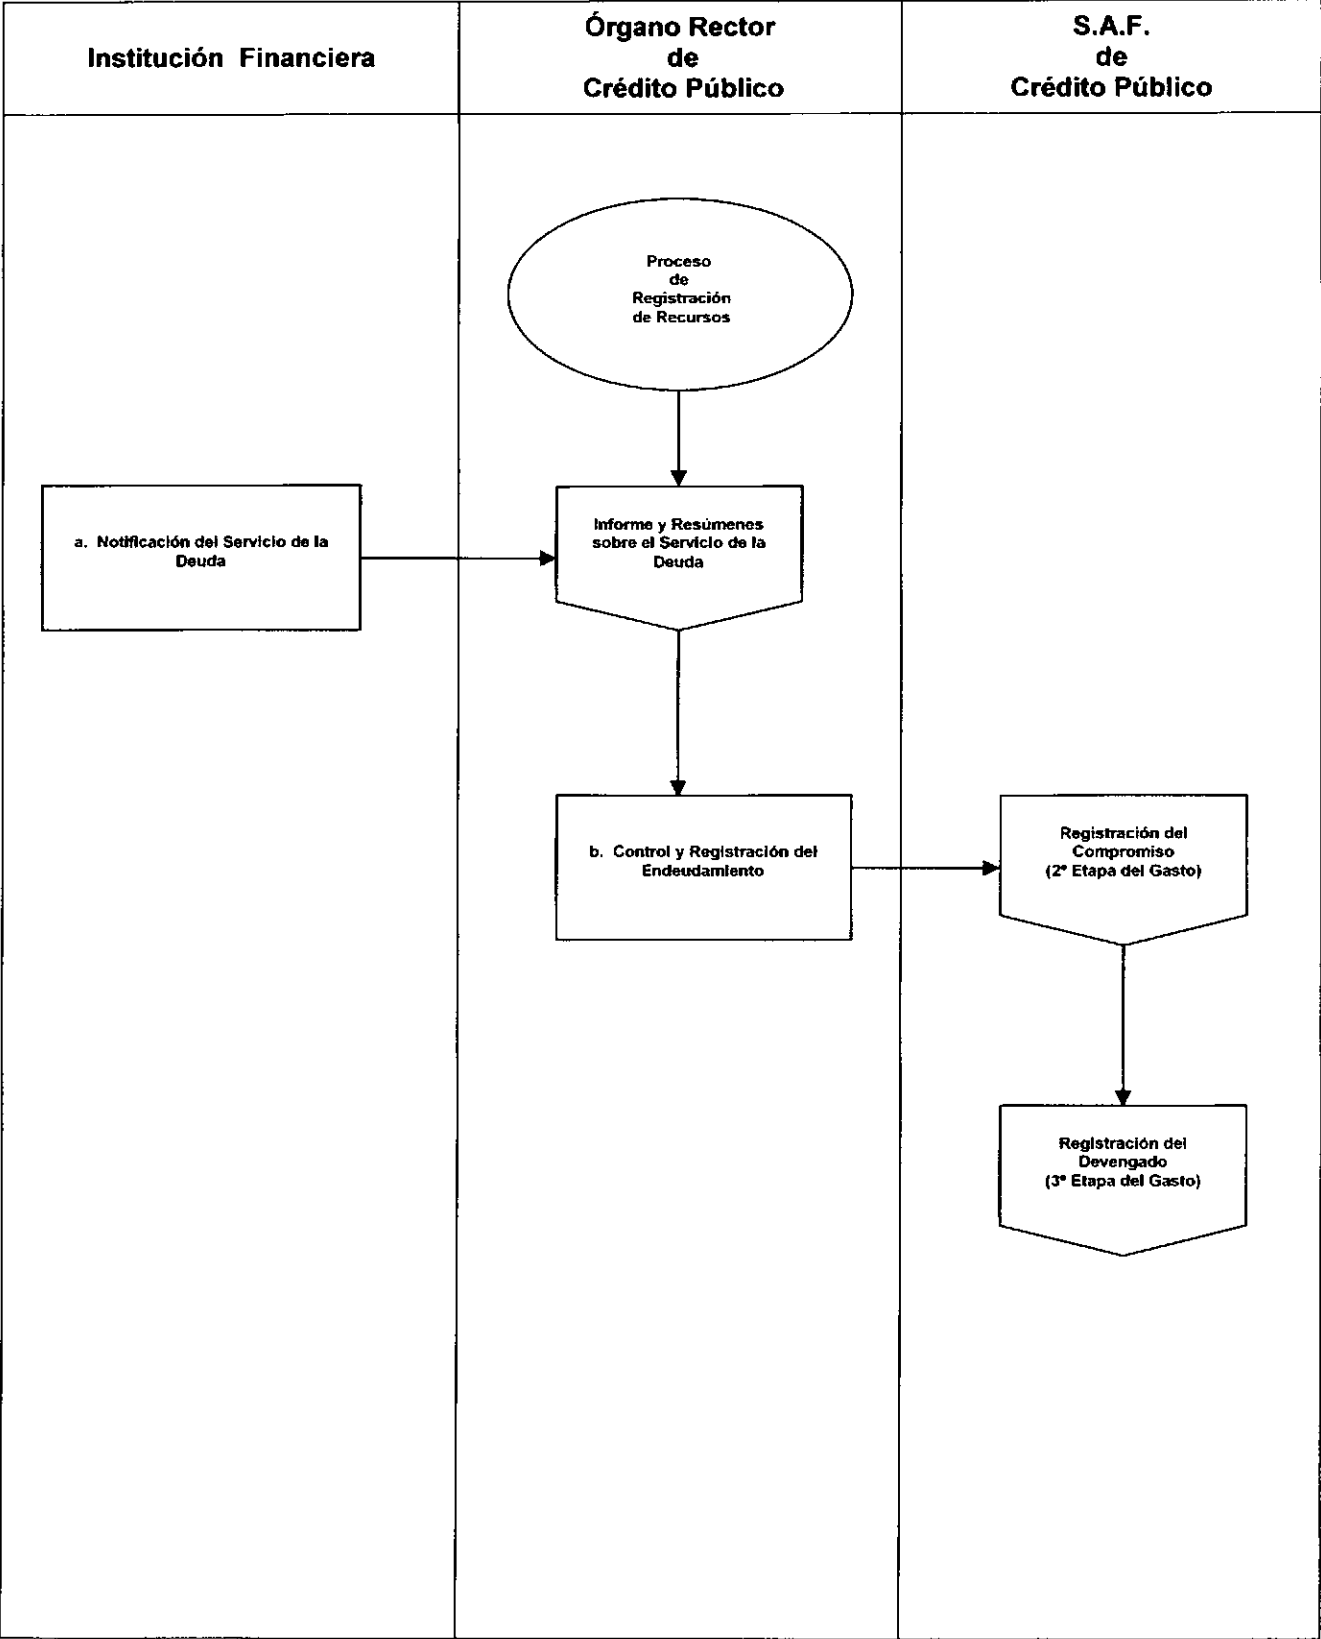 Institución Financiera
Órgano Rector
de
Crédito Público
S.A.F.
de
Crédito Público
Proceso
de
Registración
de Recursos
a. Notificación del Servicio de la
Deuda
Informe y Resúmenes
sobre el Servicio de la
Deuda
b. Control y Registración del
Endeudamiento
Registración del
Compromiso
(2º Etapa del Gasto)
Registración del
Devengado
(3º Etapa del Gasto)